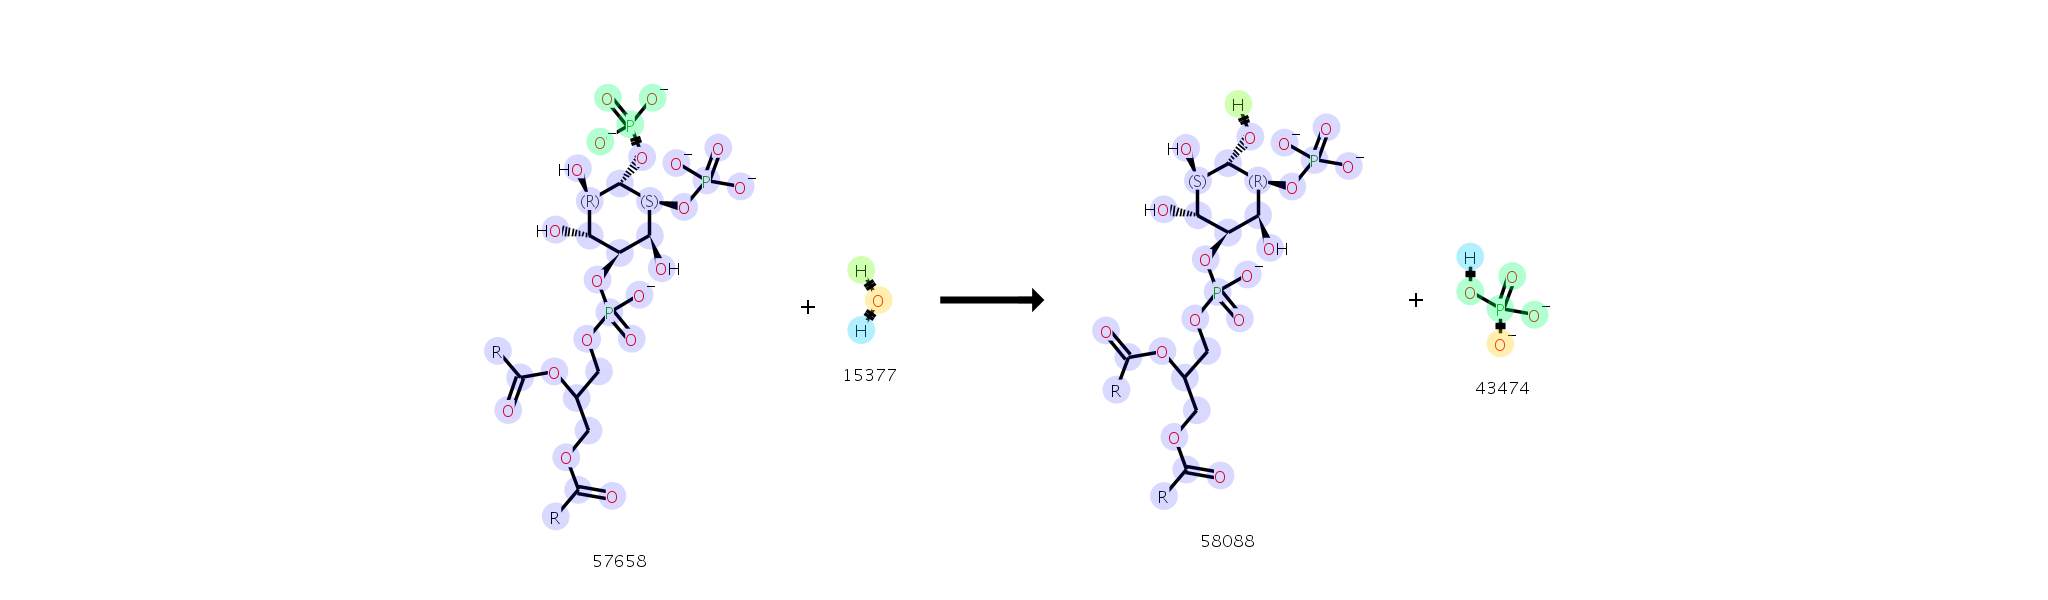 O O⁻
P
O⁻
O
HO O⁻ O
P
(R) (S) O O⁻
HO
OH
O
O⁻
P
O O
R
O
O
O
O
R
57658
+
H
O
H
15377
H
O O⁻ O
HO P
(S) (R) O O⁻
HO
OH
O
O⁻
P
O O
O
O
R
O
O
R
58088
+
H
O
O
P
O⁻
O⁻
43474